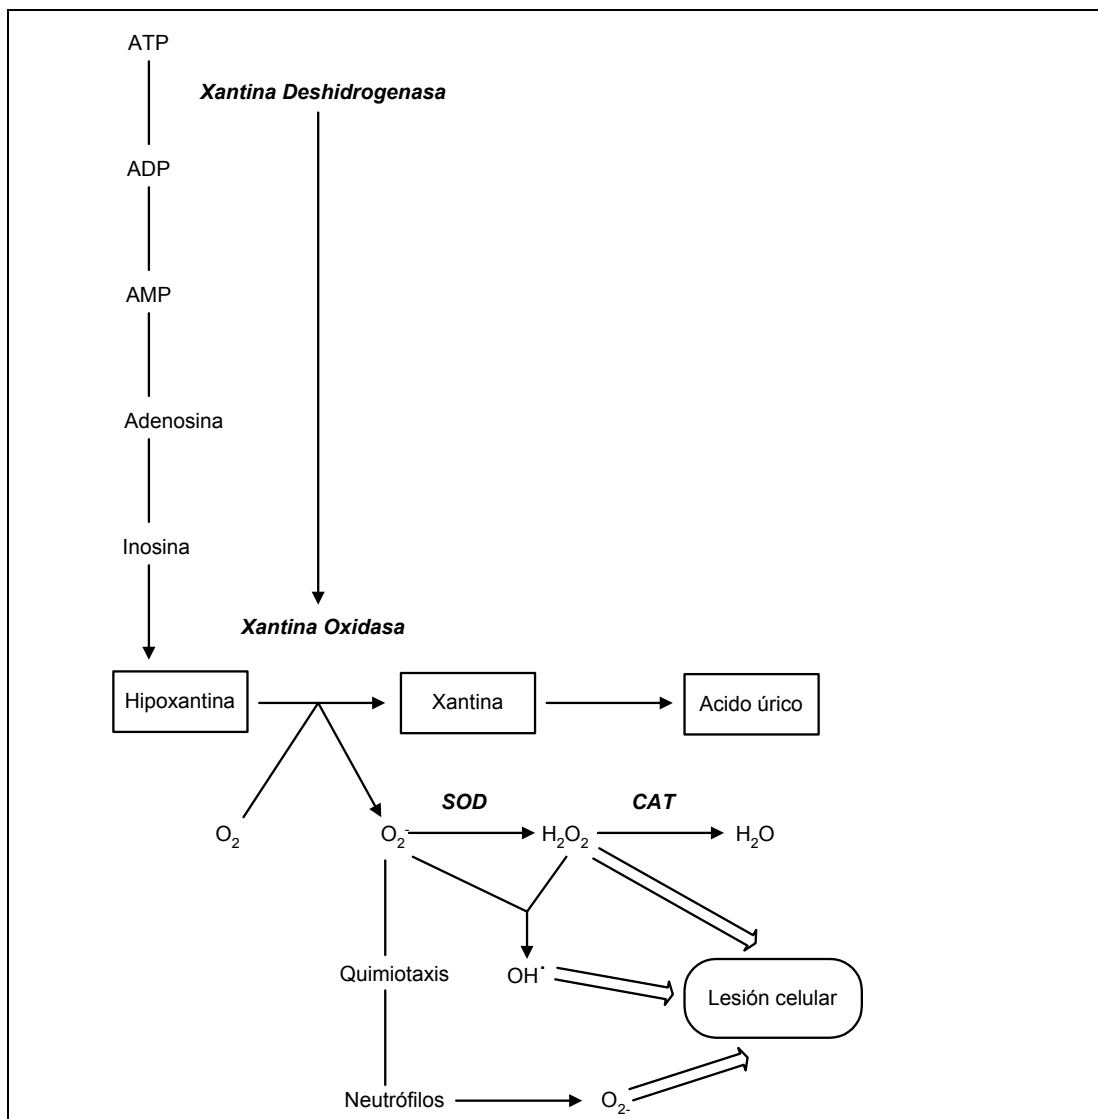 ATP
Xantina Deshidrogenasa
ADP
AMP
Adenosina
Inosina
Xantina Oxidasa
Hipoxantina
Xantina
Acido úrico
SOD
CAT
O₂
O₂⁻
H₂O₂
H₂O
Quimiotaxis
OH˙
Lesión celular
Neutrófilos
O₂₋